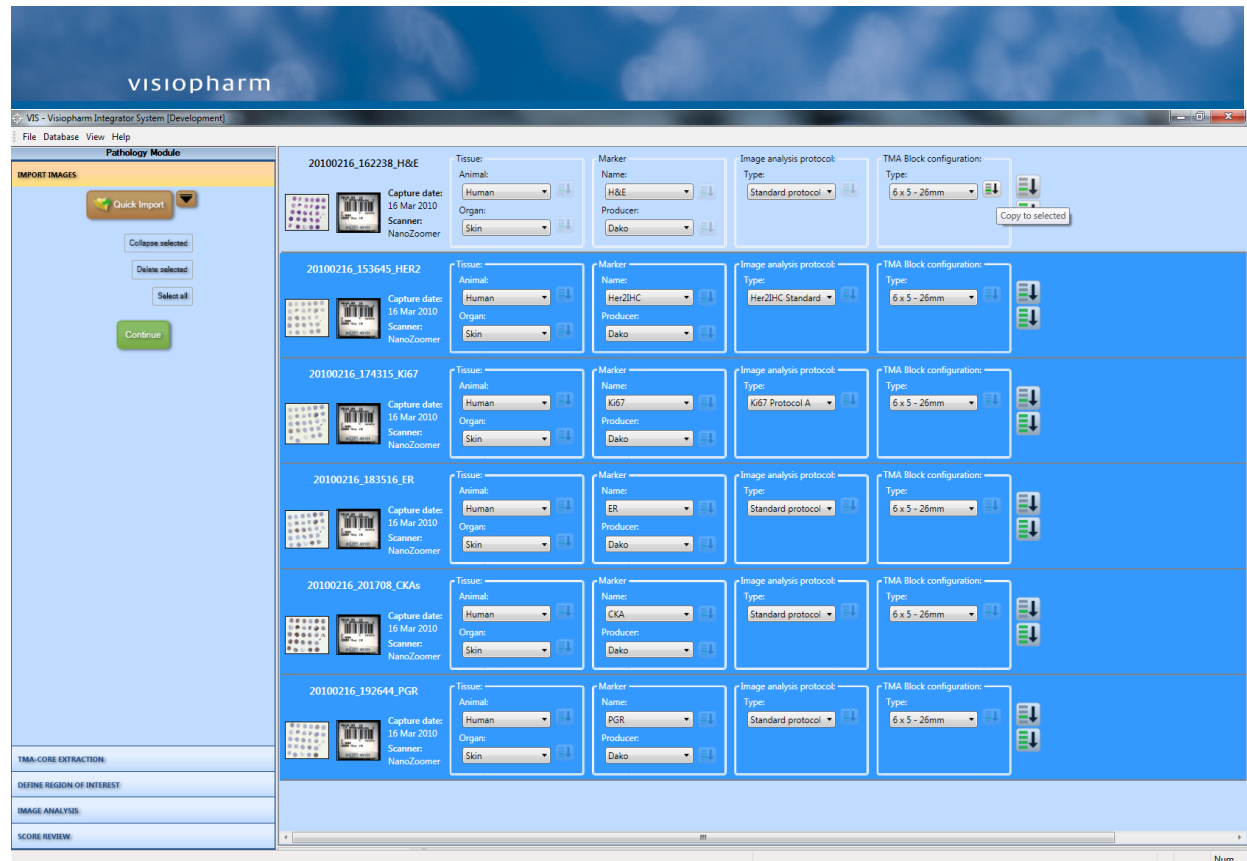 visiopharm
VIS - Visiopharm Integrator System [Development]
File Database View Help
Pathology Module
IMPORT IMAGES
Quick Import
Collapse selected
Delete selected
Select all
Continue
TMA-CORE EXTRACTION
DEFINE REGION OF INTEREST
IMAGE ANALYSIS
SCORE REVIEW
20100216_162238_H&E
Capture date:
16 Mar 2010
Scanner:
NanoZoomer
Tissue:
Animal:
Human
Organ:
Skin
Marker
Name:
H&E
Producer:
Dako
Image analysis protocol:
Type:
Standard protocol
TMA Block configuration:
Type:
6 x 5 - 26mm
Copy to selected
20100216_153645_HER2
Capture date:
16 Mar 2010
Scanner:
NanoZoomer
Tissue:
Animal:
Human
Organ:
Skin
Marker
Name:
Her2IHC
Producer:
Dako
Image analysis protocol:
Type:
Her2IHC Standard
TMA Block configuration:
Type:
6 x 5 - 26mm
20100216_174315_Ki67
Capture date:
16 Mar 2010
Scanner:
NanoZoomer
Tissue:
Animal:
Human
Organ:
Skin
Marker
Name:
Ki67
Producer:
Dako
Image analysis protocol:
Type:
Ki67 Protocol A
TMA Block configuration:
Type:
6 x 5 - 26mm
20100216_183516_ER
Capture date:
16 Mar 2010
Scanner:
NanoZoomer
Tissue:
Animal:
Human
Organ:
Skin
Marker
Name:
ER
Producer:
Dako
Image analysis protocol:
Type:
Standard protocol
TMA Block configuration:
Type:
6 x 5 - 26mm
20100216_201708_CKAs
Capture date:
16 Mar 2010
Scanner:
NanoZoomer
Tissue:
Animal:
Human
Organ:
Skin
Marker
Name:
CKA
Producer:
Dako
Image analysis protocol:
Type:
Standard protocol
TMA Block configuration:
Type:
6 x 5 - 26mm
20100216_192644_PGR
Capture date:
16 Mar 2010
Scanner:
NanoZoomer
Tissue:
Animal:
Human
Organ:
Skin
Marker
Name:
PGR
Producer:
Dako
Image analysis protocol:
Type:
Standard protocol
TMA Block configuration:
Type:
6 x 5 - 26mm
Num